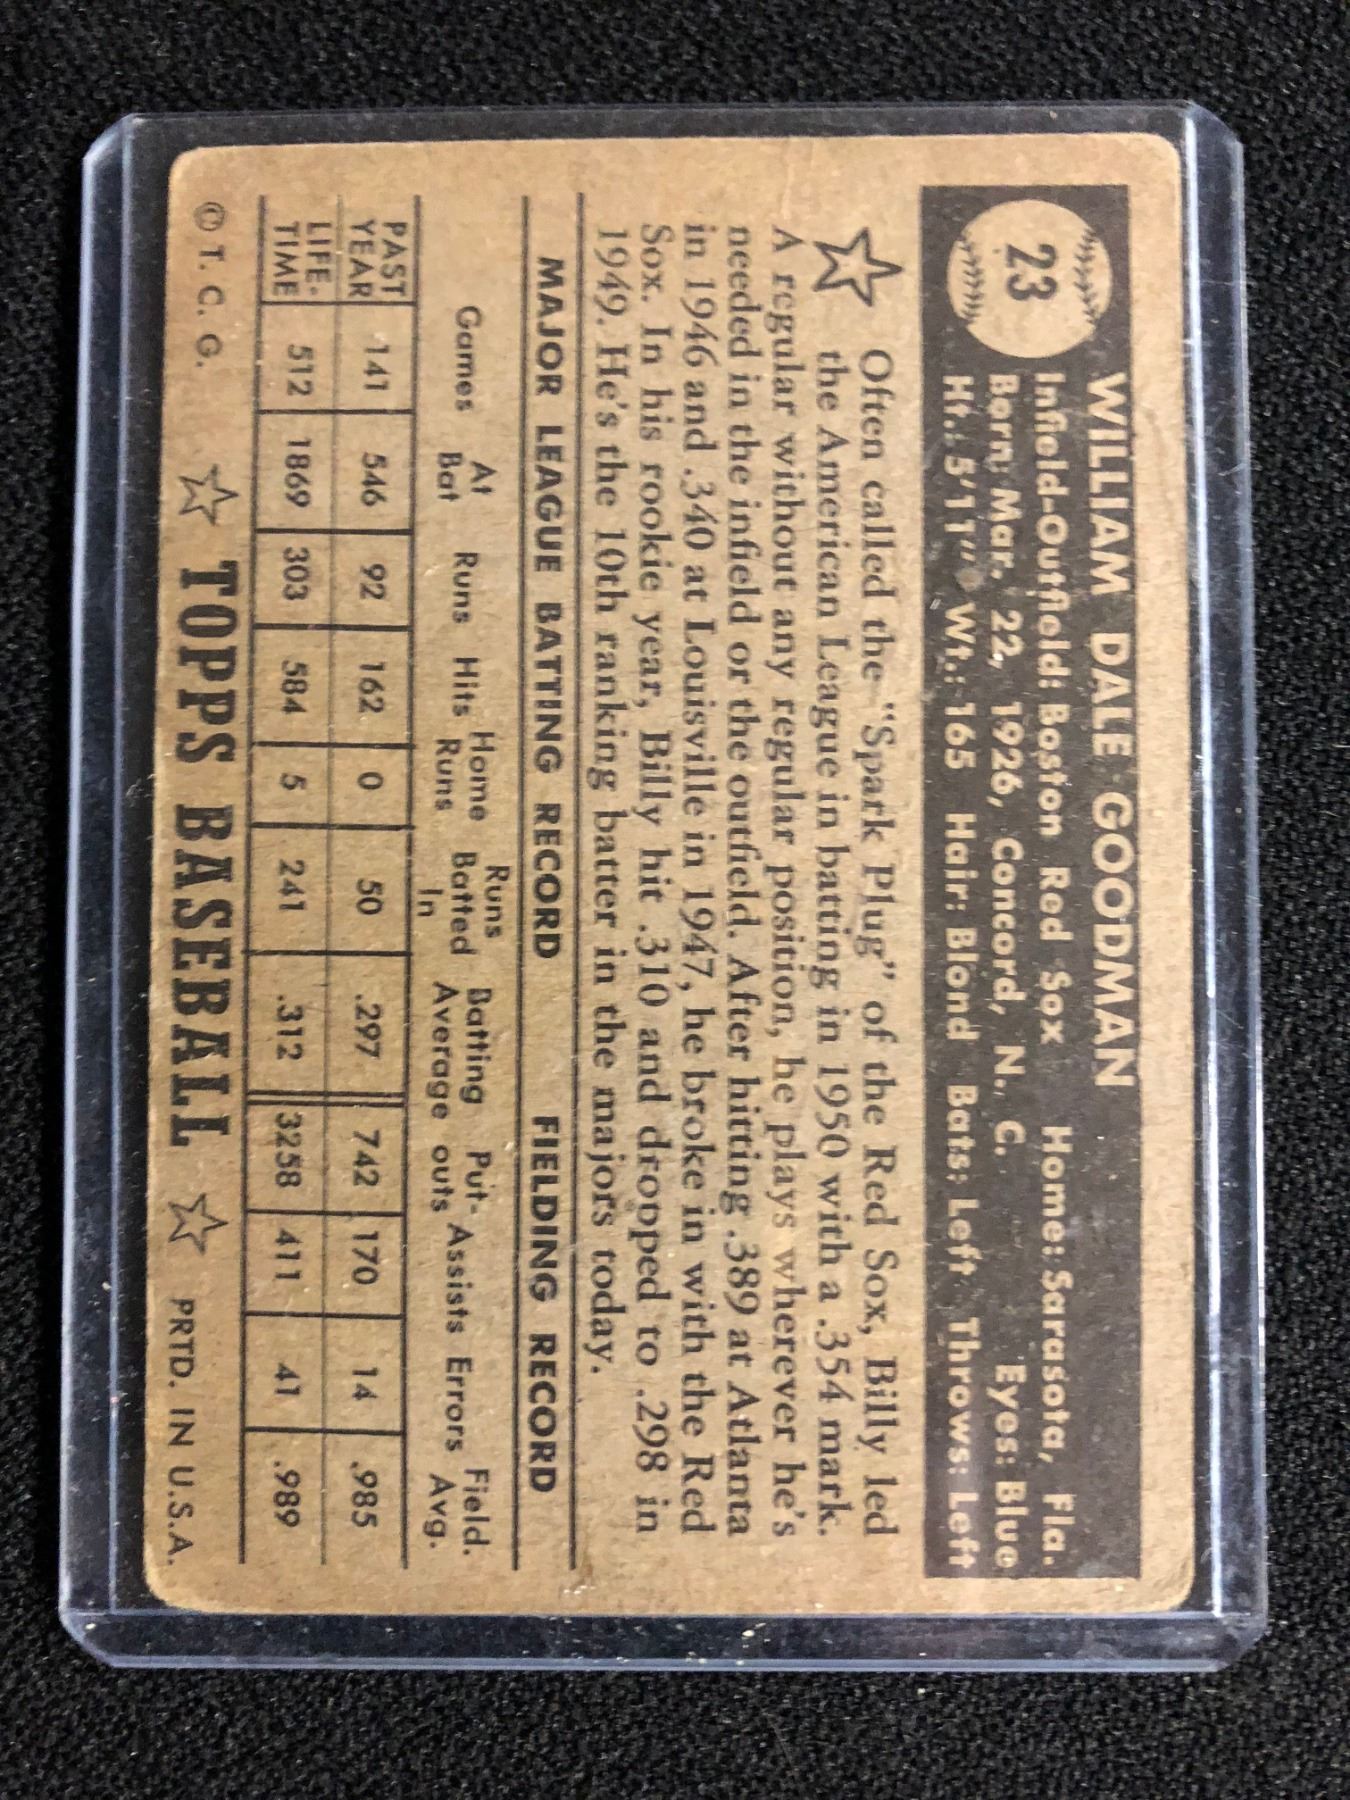 23
WILLIAM DALE GOODMAN
Infield-Outfield: Boston Red Sox Home: Sarasota, Fla.
Born: Mar. 22, 1926, Concord, N. C. Eyes: Blue
Ht.: 5'11" Wt.: 165 Hair: Blond Bats: Left Throws: Left
Often called the "Spark Plug" of the Red Sox, Billy led
the American League in batting in 1950 with a .354 mark.
A regular without any regular position, he plays wherever he's
needed in the infield or the outfield. After hitting .389 at Atlanta
in 1946 and .340 at Louisville in 1947, he broke in with the Red
Sox. In his rookie year, Billy hit .310 and dropped to .298 in
1949. He's the 10th ranking batter in the majors today.
MAJOR LEAGUE BATTING RECORD FIELDING RECORD
Games At Bat Runs Hits Home Runs Runs Batted In Batting Average Put-outs Assists Errors Field. Avg.
PAST YEAR 141 546 92 162 0 50 .297 742 170 14 .985
LIFE-TIME 512 1869 303 584 5 241 .312 3258 411 41 .989
© T. C. G. TOPPS BASEBALL PRTD. IN U.S.A.